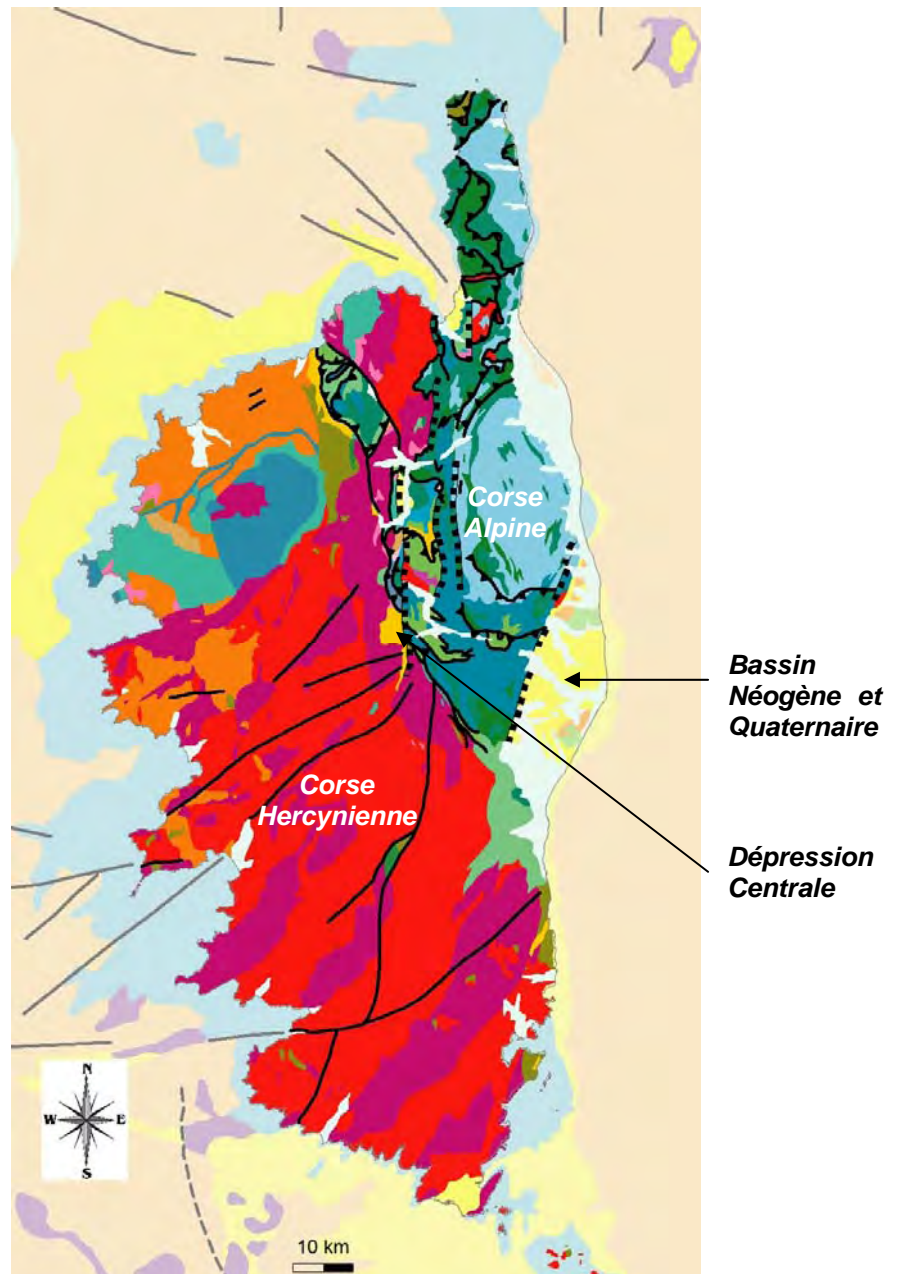 Corse
Alpine
Bassin
Néogène et
Quaternaire
Corse
Hercynienne
Dépression
Centrale
N
W E
S
10 km